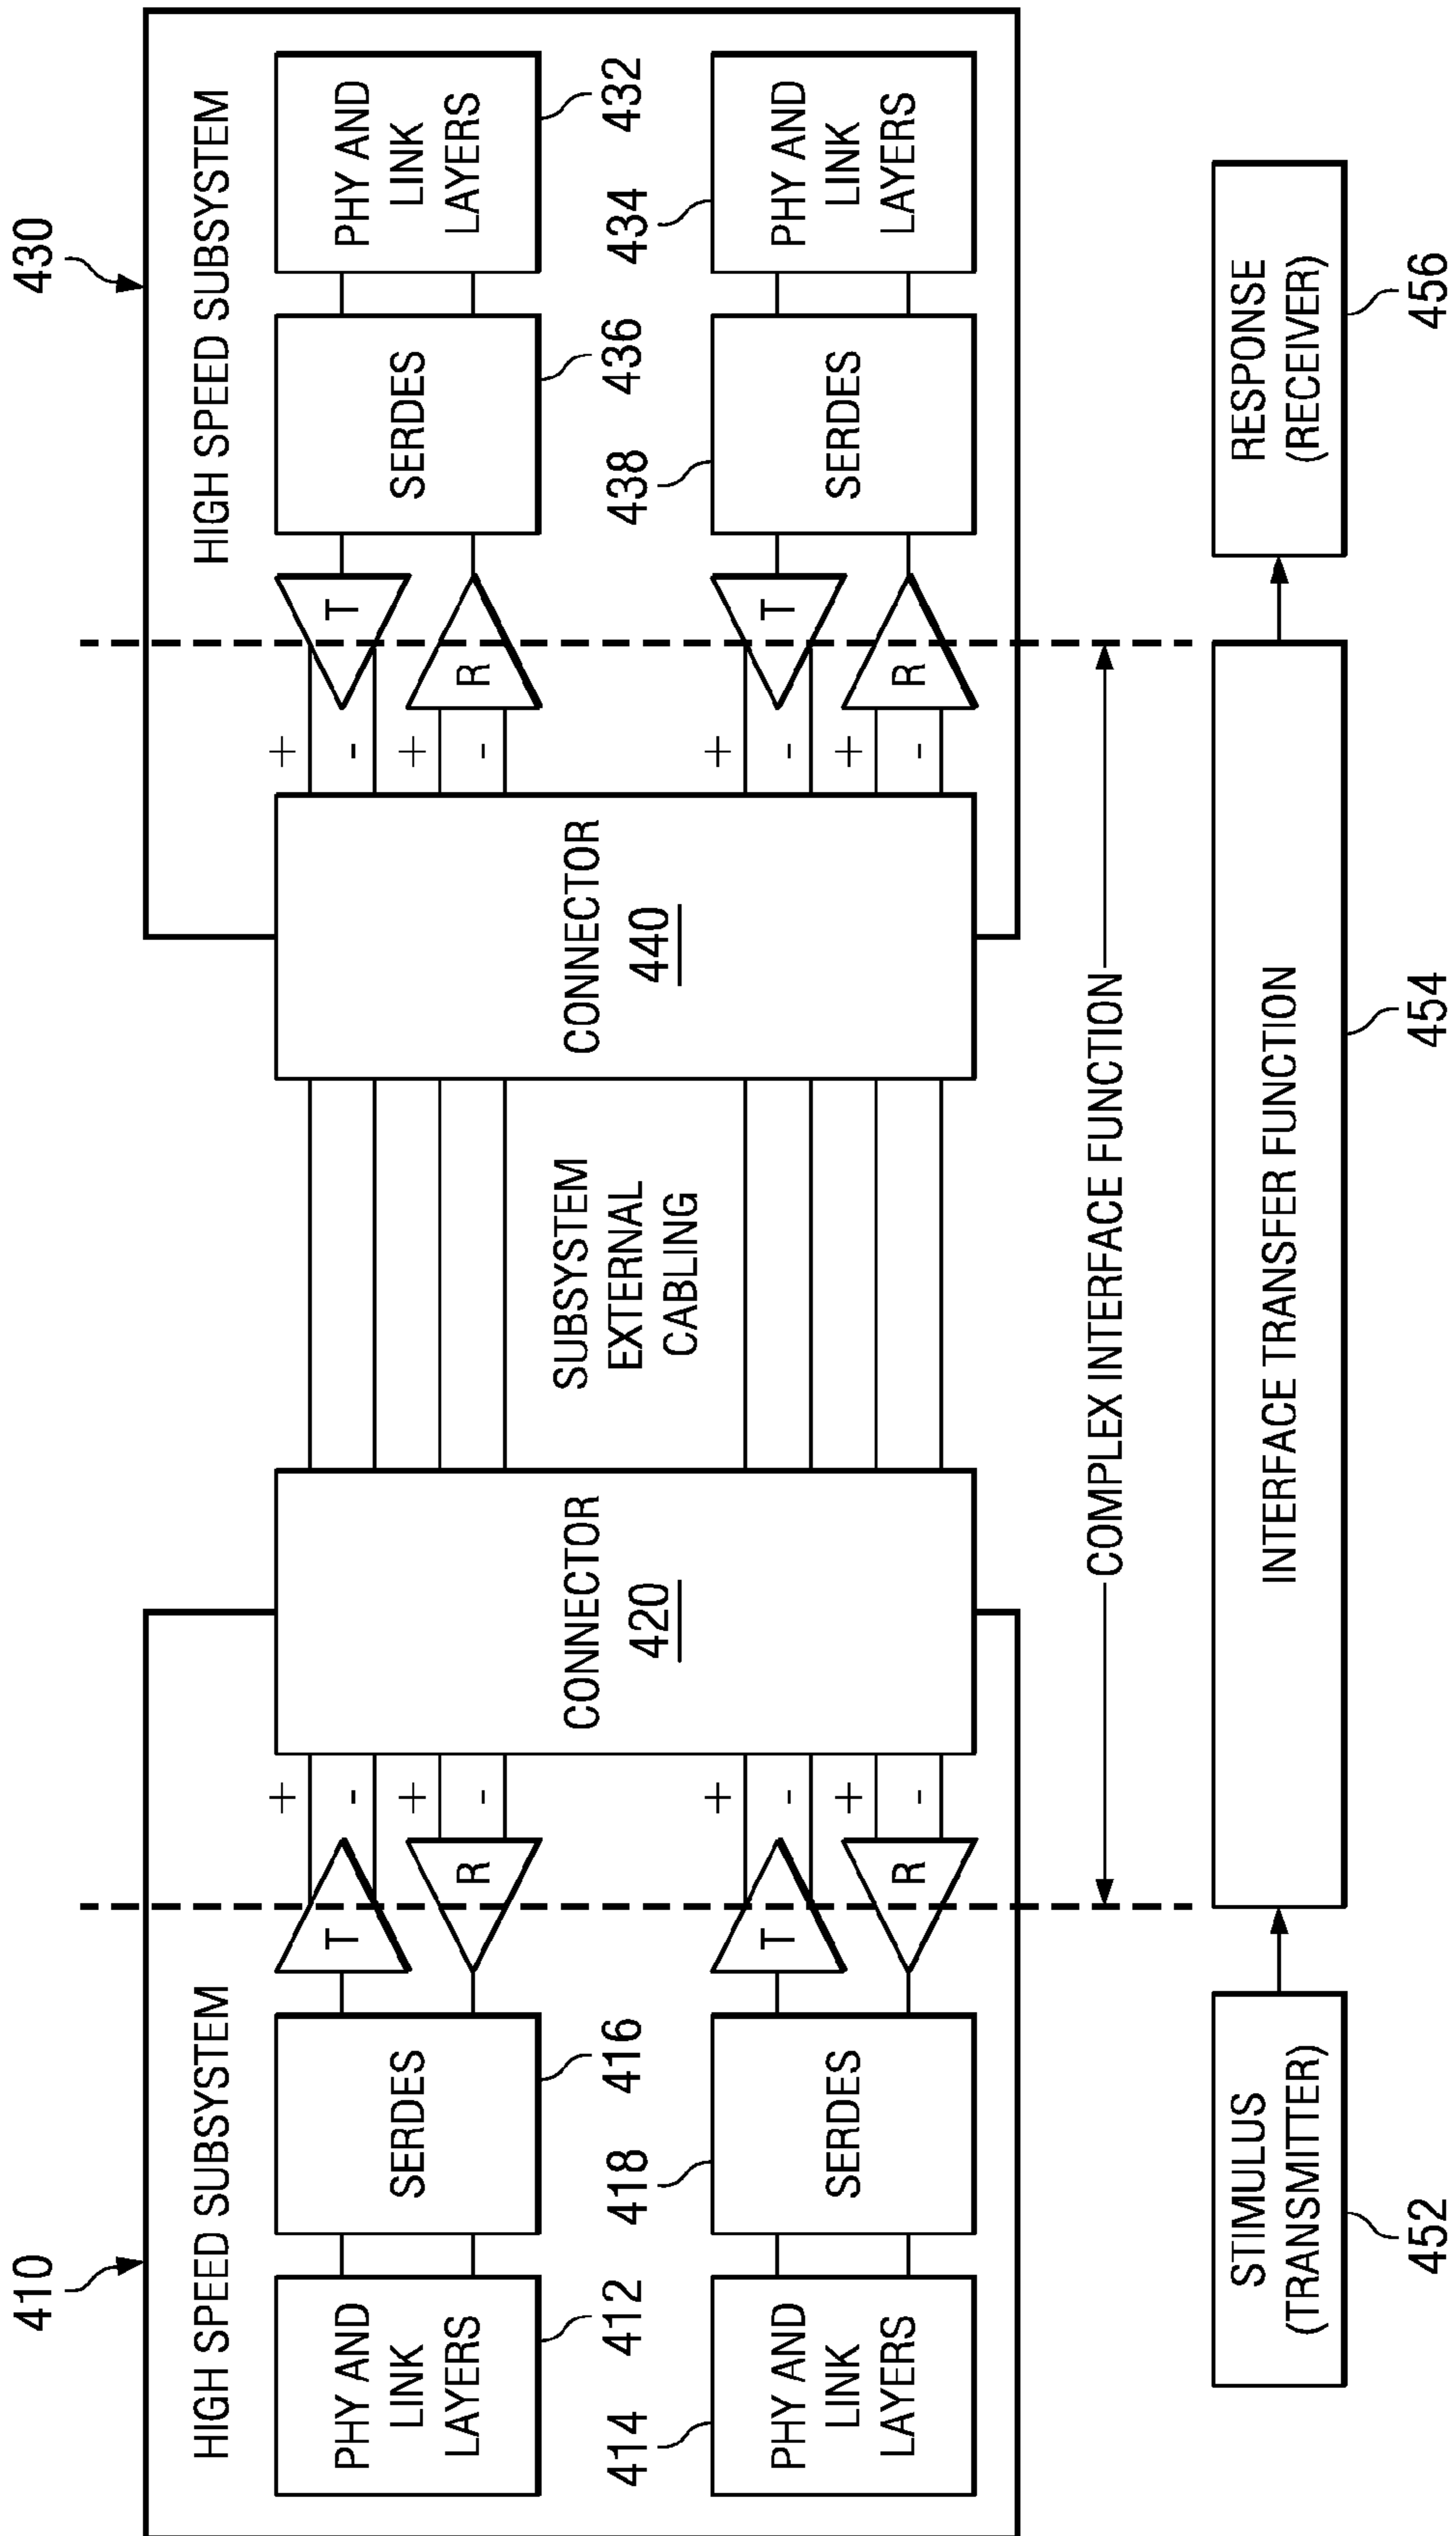 410
430
HIGH SPEED SUBSYSTEM
HIGH SPEED SUBSYSTEM
PHY AND
LINK
LAYERS
SERDES
T
R
+
-
+
-
CONNECTOR
420
SUBSYSTEM
EXTERNAL
CABLING
CONNECTOR
440
+
-
+
-
T
R
SERDES
PHY AND
LINK
LAYERS
412
416
436
432
414
418
438
434
PHY AND
LINK
LAYERS
SERDES
T
R
+
-
+
-
+
-
+
-
T
R
SERDES
PHY AND
LINK
LAYERS
COMPLEX INTERFACE FUNCTION
STIMULUS
(TRANSMITTER)
INTERFACE TRANSFER FUNCTION
RESPONSE
(RECEIVER)
452
454
456